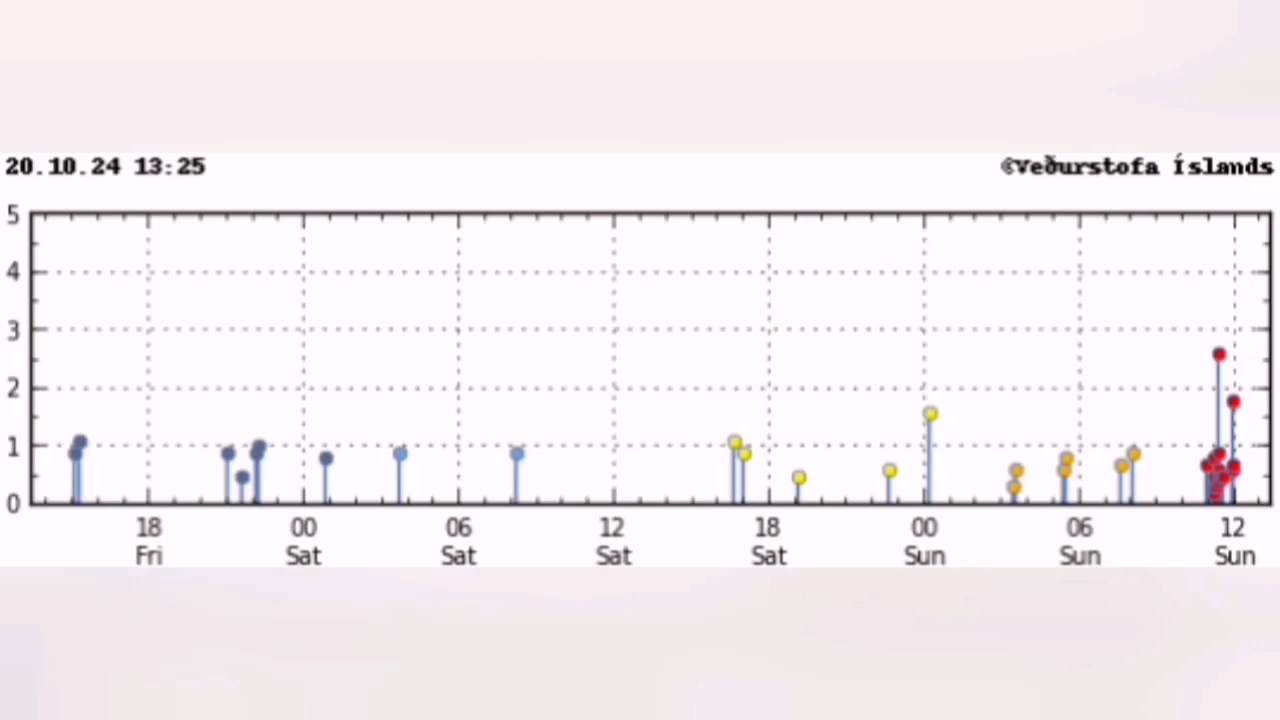 20.10.24 13:25 ©Veðurstofa Íslands
5
4
3
2
1
0
18 00 06 12 18 00 06 12
Fri Sat Sat Sat Sat Sun Sun Sun